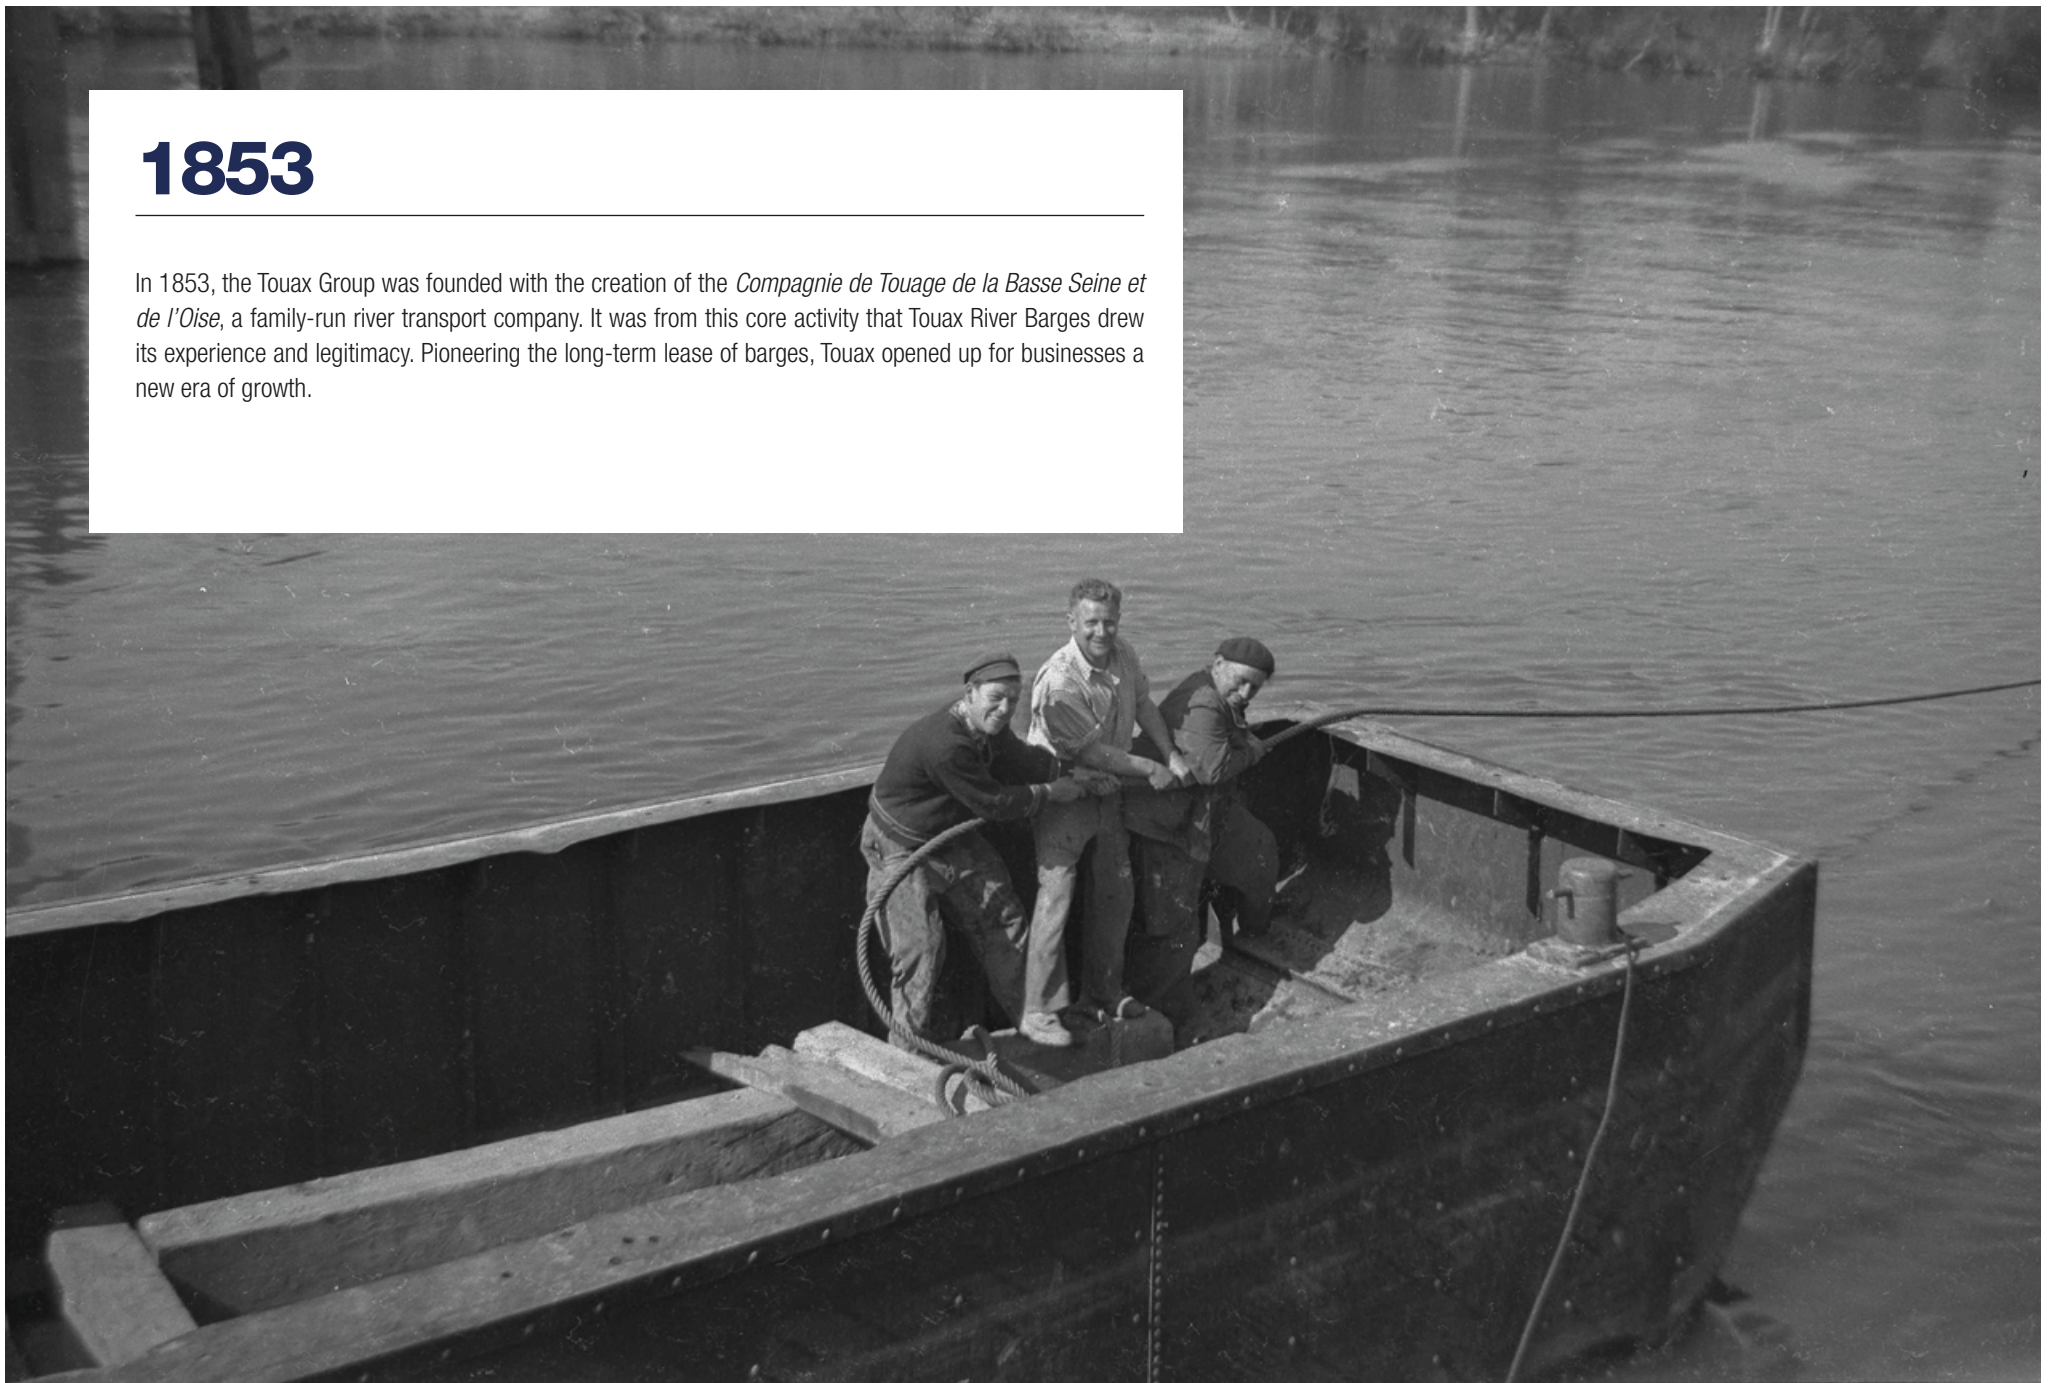 1853
In 1853, the Touax Group was founded with the creation of the Compagnie de Touage de la Basse Seine et
de l’Oise, a family-run river transport company. It was from this core activity that Touax River Barges drew
its experience and legitimacy. Pioneering the long-term lease of barges, Touax opened up for businesses a
new era of growth.